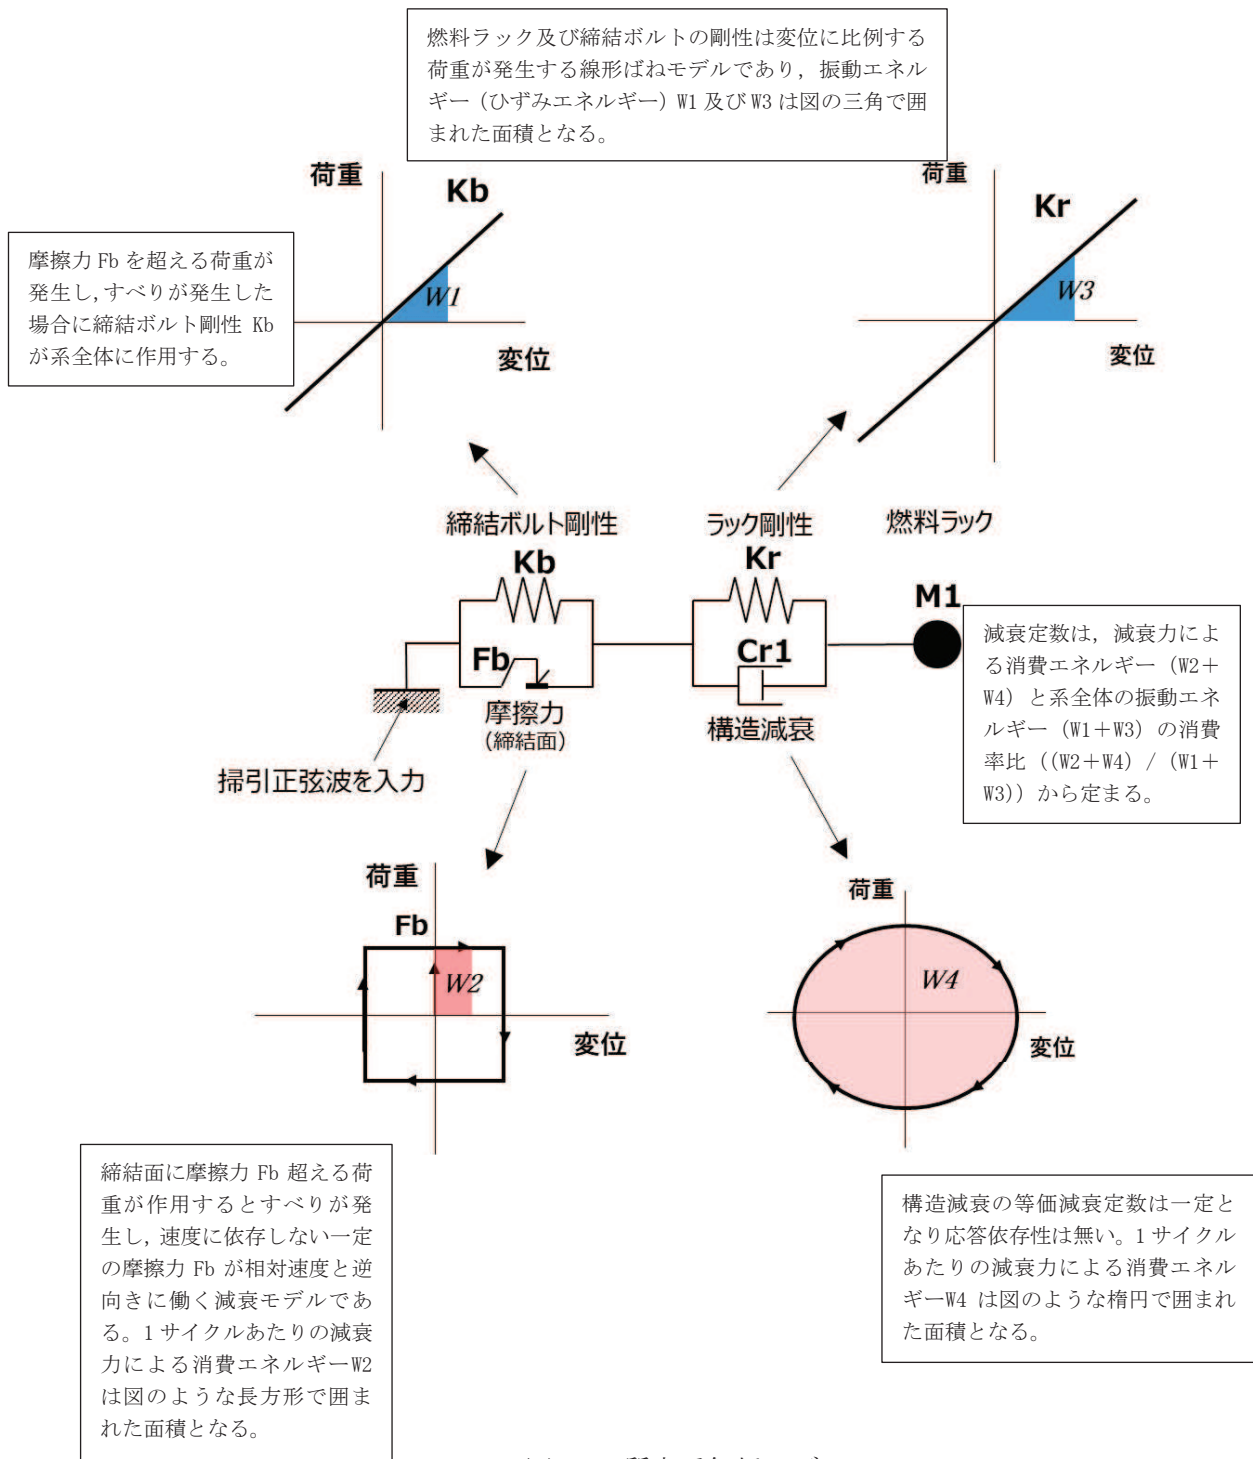 燃料ラック及び締結ボルトの剛性は変位に比例する
荷重が発生する線形ばねモデルであり，振動エネル
ギー（ひずみエネルギー）W1 及び W3 は図の三角で囲
まれた面積となる。
荷重
Kb
W1
変位
荷重
Kr
W3
変位
摩擦力 Fb を超える荷重が
発生し,すべりが発生した
場合に締結ボルト剛性 Kb
が系全体に作用する。
締結ボルト剛性
Kb
ラック剛性
Kr
燃料ラック
M1
Fb
摩擦力
(締結面)
Cr1
構造減衰
掃引正弦波を入力
減衰定数は，減衰力によ
る消費エネルギー（W2＋
W4）と系全体の振動エネ
ルギー（W1＋W3）の消費
率比（(W2＋W4）/（W1＋
W3)）から定まる。
荷重
Fb
W2
変位
荷重
W4
変位
締結面に摩擦力 Fb 超える荷
重が作用するとすべりが発
生し,速度に依存しない一定
の摩擦力 Fb が相対速度と逆
向きに働く減衰モデルであ
る。1 サイクルあたりの減衰
力による消費エネルギーW2
は図のような長方形で囲ま
れた面積となる。
構造減衰の等価減衰定数は一定と
なり応答依存性は無い。1 サイクル
あたりの減衰力による消費エネル
ギーW4 は図のような楕円で囲まれ
た面積となる。